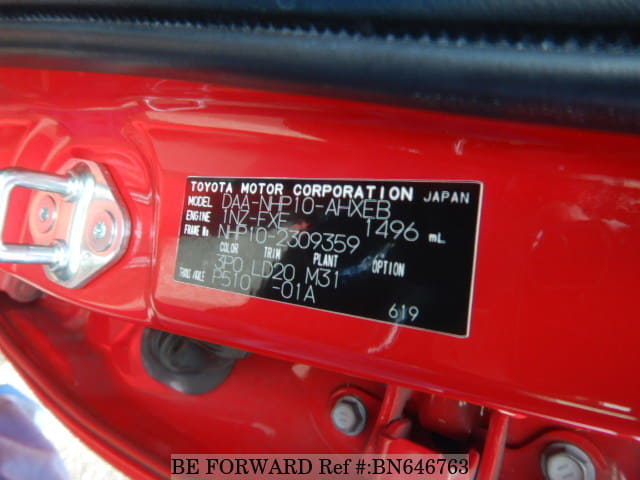 TOYOTA MOTOR CORPORATION JAPAN
MODEL DAA-NHP10-AHXEB
ENGINE 1NZ-FXE 1496 mL
FRAME No. NHP10-2309359
COLOR TRIM PLANT OPTION
3P0 LD20 M31
TRANS/AXLE P510 -01A
619
BE FORWARD Ref #:BN646763